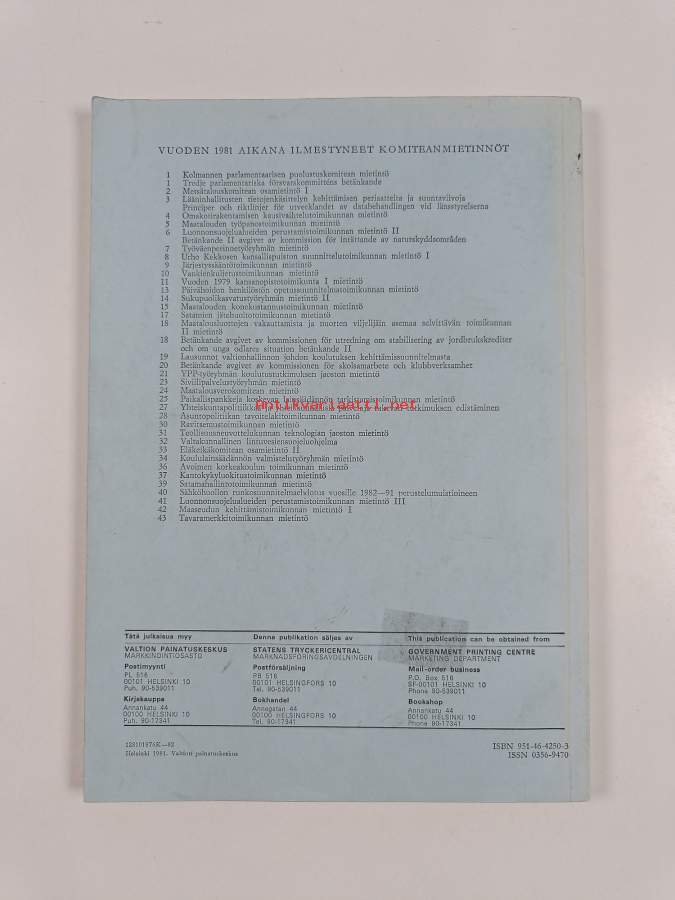 VUODEN 1981 AIKANA ILMESTYNEET KOMITEANMIETINNÖT
1 Kolmannen parlamentaarisen puolustuskomitean mietintö
1 Tredje parlamentariska försvarskommitténs betänkande
2 Metsätalouskomitean osamietintö I
3 Lääninhallitusten tietojenkäsittelyn kehittämisen periaatteita ja suuntaviivoja
Principer och riktlinjer för utvecklandet av databehandlingen vid länsstyrelserna
4 Omakotirakentamisen kausivaihtelutoimikunnan mietintö
5 Maatalouden työpanostoimikunnan mietintö
6 Luonnonsuojelualueiden perustamistoimikunnan mietintö II
Betänkande II avgivet av kommission för inrättande av naturskyddsområden
7 Työväenperinnetyöryhmän mietintö
8 Urho Kekkosen kansallispuiston suunnittelutoimikunnan mietintö I
9 Järjestyssääntötoimikunnan mietintö
10 Vankienkuljetustoimikunnan mietintö
11 Vuoden 1979 kansanopistotoimikunta I mietintö
13 Päivähoidon henkilöstön opetussuunnitelmatoimikunnan mietintö
14 Sukupuolikasvatustyöryhmän mietintö II
15 Maatalouden konekustannustoimikunnan mietintö
17 Satamien jätehuoltotoimikunnan mietintö
18 Maatalousluottojen vakauttamista ja nuorten viljelijäin asemaa selvittävän toimikunnan
II mietintö
18 Betänkande avgivet av kommissionen för utredning om stabilisering av jordbrukskrediter
och om unga odlares situation betänkande II
19 Lausunnot valtionhallinnon johdon koulutuksen kehittämissuunnitelmasta
20 Betänkande avgivet av kommissionen för skolsamarbete och klubbverksamhet
21 YPP-työryhmän koulutustutkimuksen jaoston mietintö
23 Siviilipalvelustyöryhmän mietintö
24 Maatalousverokomitean mietintö
25 Paikallispankkeja koskevan lainsäädännön tarkistamistoimikunnan mietintö
antikvariaatti.net
28 Asuntopolitiikan tavoitelakitoimikunnan mietintö
30 Ravitsemustoimikunnan mietintö
31 Teollisuusneuvottelukunnan teknologian jaoston mietintö
32 Valtakunnallinen lintuvesiensuojeluohjelma
33 Eläkeikäkomitean osamietintö II
34 Koululainsäädännön valmistelutyöryhmän mietintö
36 Avoimen korkeakoulun toimikunnan mietintö
37 Kantokykyluokitustoimikunnan mietintö
39 Satamahallintotoimikunnan mietintö
40 Sähköhuollon runkosuunnitelmaehdotus vuosille 1982—91 perustelumuistioineen
41 Luonnonsuojelualueiden perustamistoimikunnan mietintö III
42 Maaseudun kehittämistoimikunnan mietintö I
43 Tavaramerkkitoimikunnan mietintö
Tätä julkaisua myy
VALTION PAINATUSKESKUS
MARKKINOINTIOSASTO
Postimyynti
PL 516
00101 HELSINKI 10
Puh. 90-539011
Kirjakauppa
Annankatu 44
00100 HELSINKI 10
Puh. 90-17341
Denna publikation säljes av
STATENS TRYCKERICENTRAL
MARKNADSFÖRINGSAVDELNINGEN
Postförsäljning
PB 516
00101 HELSINGFORS 10
Tel. 90-539011
Bokhandel
Annegatan 44
00100 HELSINGFORS 10
Tel. 90-17341
This publication can be obtained from
GOVERNMENT PRINTING CENTRE
MARKETING DEPARTMENT
Mail-order business
P.O. Box 516
SF-00101 HELSINKI 10
Phone 90-539011
Bookshop
Annankatu 44
00100 HELSINKI 10
Phone 90-17341
128101876K—82
Helsinki 1981. Valtion painatuskeskus
ISBN 951-46-4250-3
ISSN 0356-9470